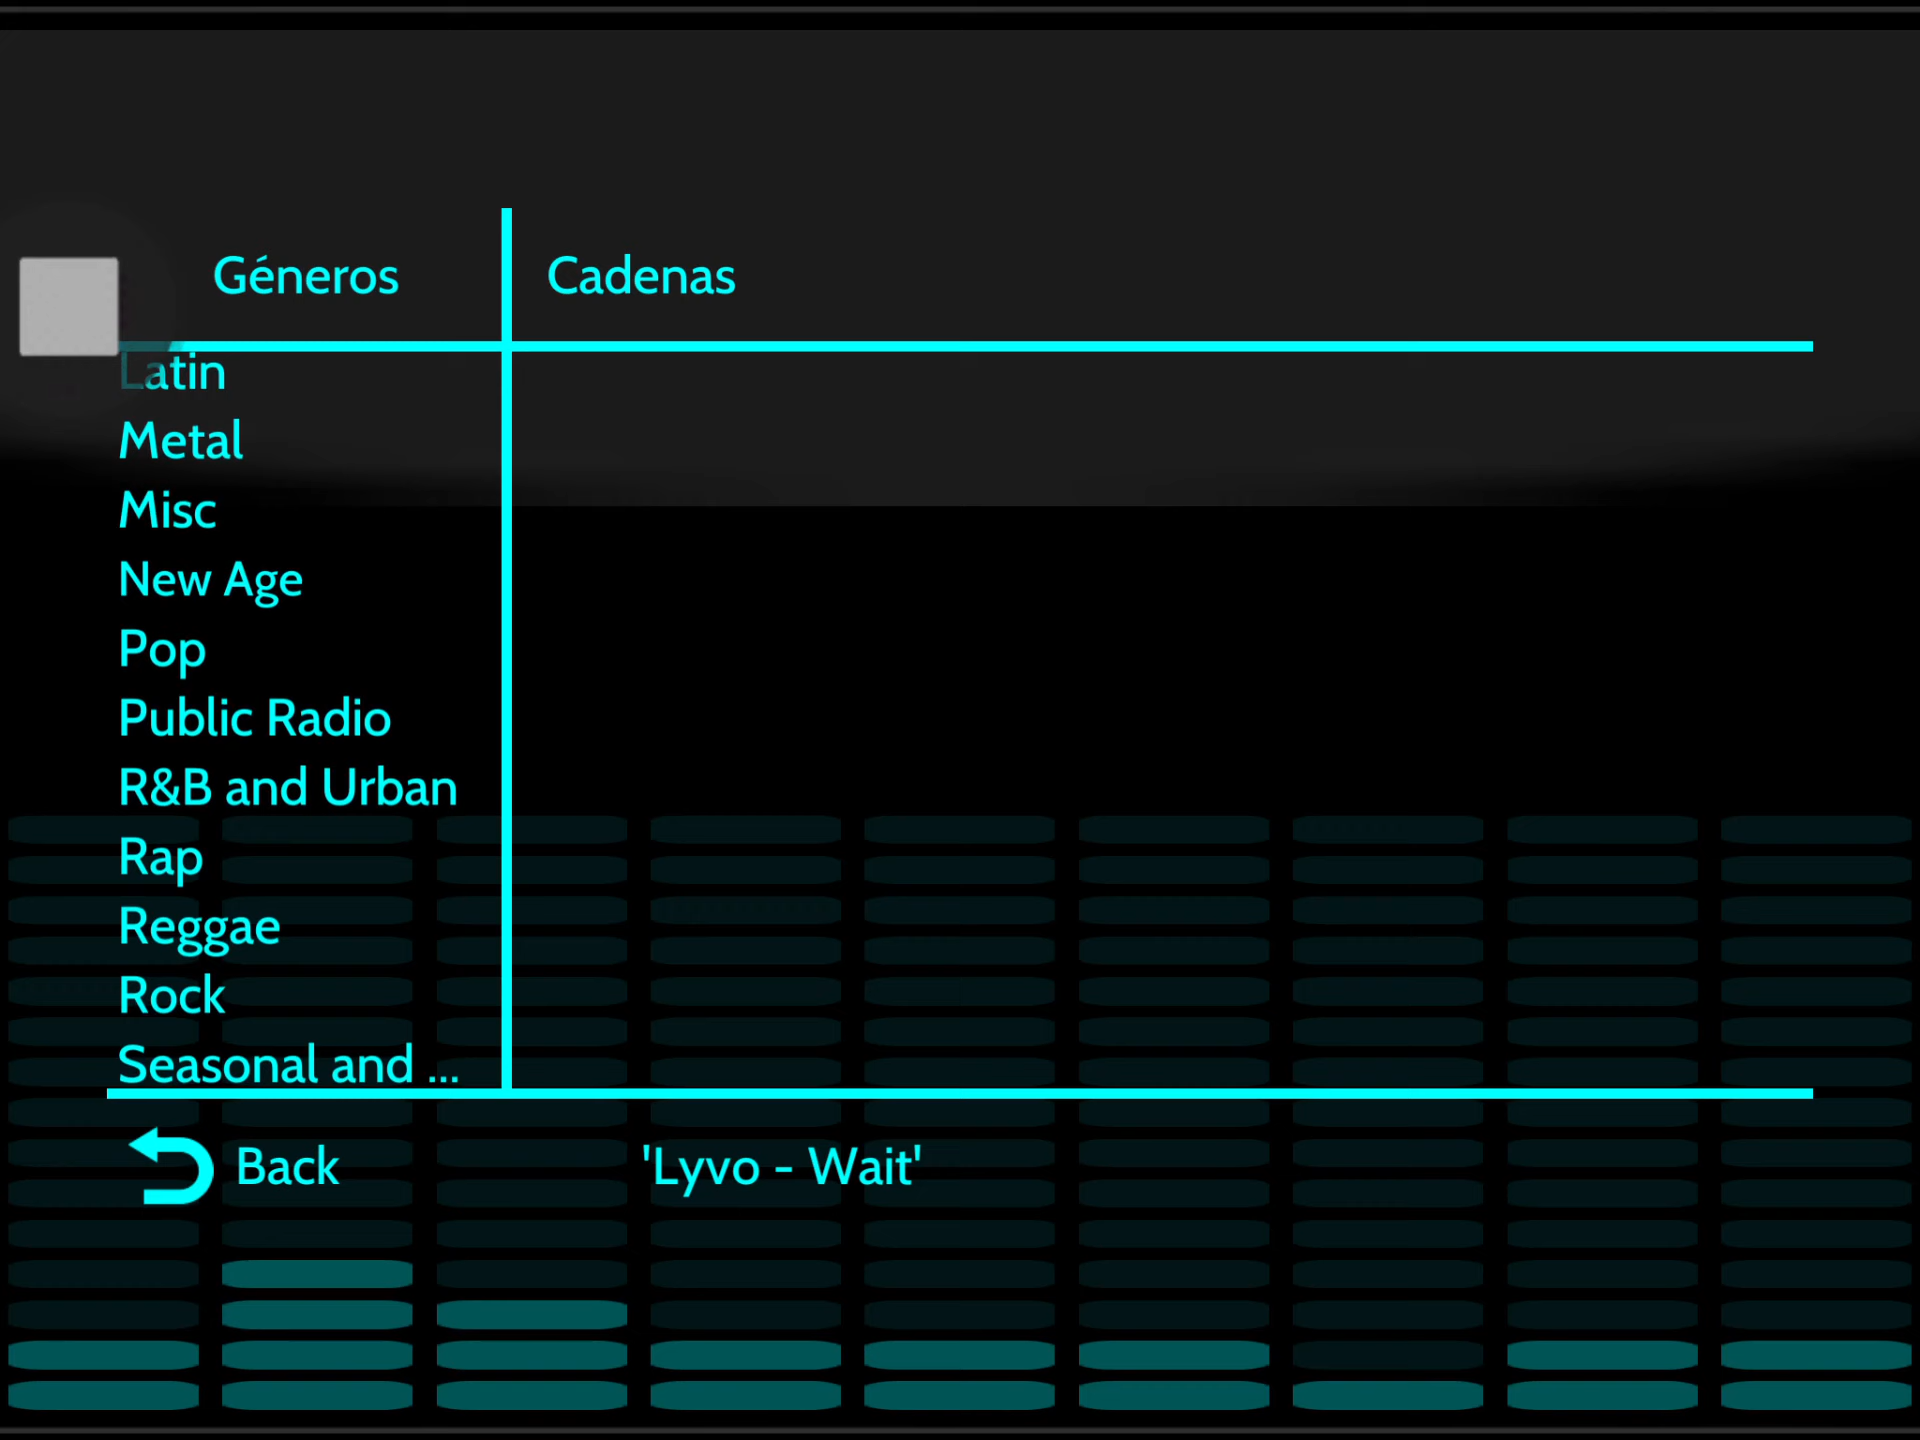 Géneros
Cadenas
Latin
Metal
Misc
New Age
Pop
Public Radio
R&B and Urban
Rap
Reggae
Rock
Seasonal and ...
Back
'Lyvo - Wait'